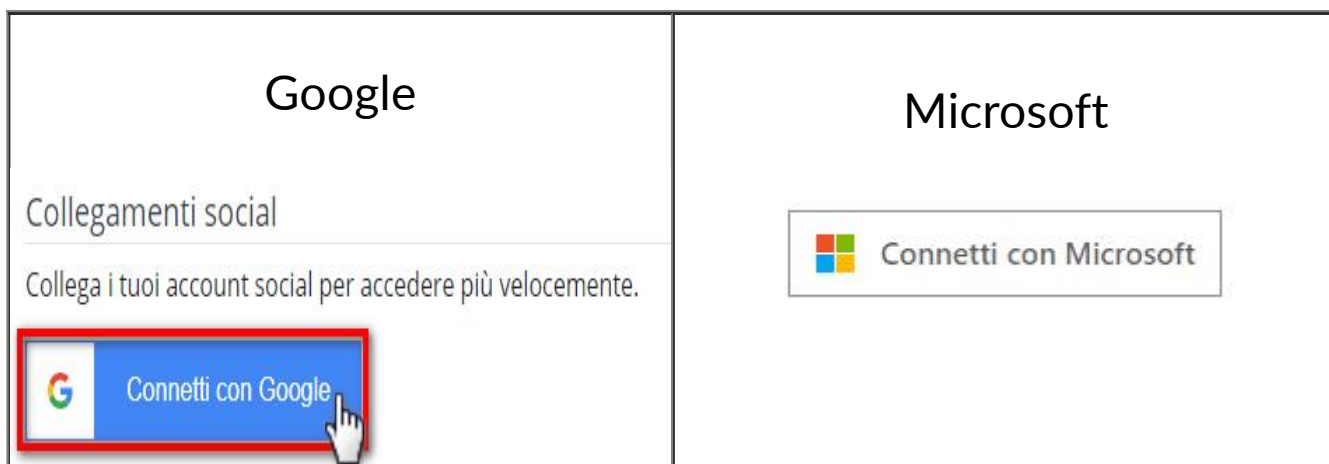 Google
Collegamenti social
Collega i tuoi account social per accedere più velocemente.
G Connetti con Google
Microsoft
Connetti con Microsoft